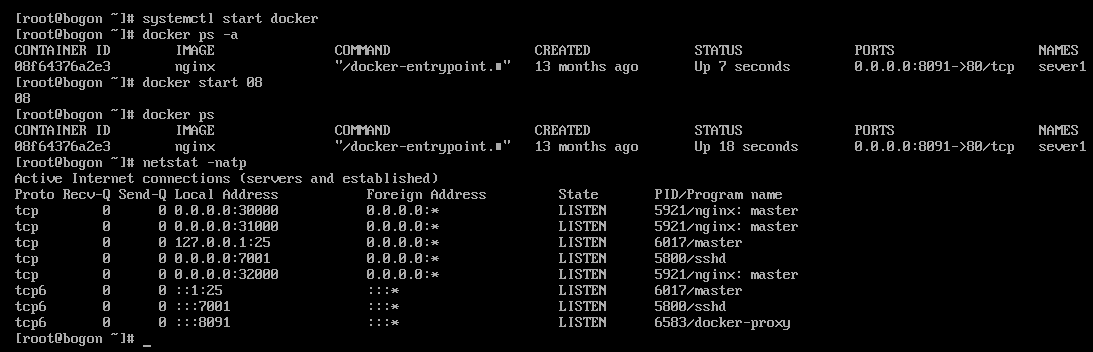 [root@bogon ~]# systemctl start docker
[root@bogon ~]# docker ps -a
CONTAINER ID        IMAGE               COMMAND                  CREATED             STATUS              PORTS                  NAMES
08f64376a2e3        nginx               "/docker-entrypoint.■"   13 months ago       Up 7 seconds        0.0.0.0:8091->80/tcp   sever1
[root@bogon ~]# docker start 08
08
[root@bogon ~]# docker ps
CONTAINER ID        IMAGE               COMMAND                  CREATED             STATUS              PORTS                  NAMES
08f64376a2e3        nginx               "/docker-entrypoint.■"   13 months ago       Up 18 seconds       0.0.0.0:8091->80/tcp   sever1
[root@bogon ~]# netstat -natp
Active Internet connections (servers and established)
Proto Recv-Q Send-Q Local Address           Foreign Address         State       PID/Program name
tcp        0      0 0.0.0.0:30000           0.0.0.0:*               LISTEN      5921/nginx: master
tcp        0      0 0.0.0.0:31000           0.0.0.0:*               LISTEN      5921/nginx: master
tcp        0      0 127.0.0.1:25            0.0.0.0:*               LISTEN      6017/master
tcp        0      0 0.0.0.0:7001            0.0.0.0:*               LISTEN      5800/sshd
tcp        0      0 0.0.0.0:32000           0.0.0.0:*               LISTEN      5921/nginx: master
tcp6       0      0 ::1:25                  :::*                    LISTEN      6017/master
tcp6       0      0 :::7001                 :::*                    LISTEN      5800/sshd
tcp6       0      0 :::8091                 :::*                    LISTEN      6583/docker-proxy
[root@bogon ~]# _